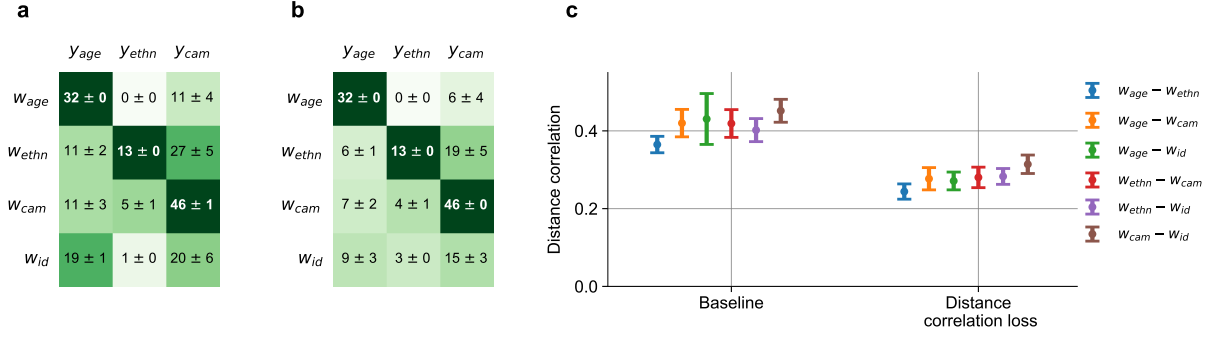 a
y_age y_ethn y_cam
w_age 32 ± 0 0 ± 0 11 ± 4
w_ethn 11 ± 2 13 ± 0 27 ± 5
w_cam 11 ± 3 5 ± 1 46 ± 1
w_id 19 ± 1 1 ± 0 20 ± 6
b
y_age y_ethn y_cam
w_age 32 ± 0 0 ± 0 6 ± 4
w_ethn 6 ± 1 13 ± 0 19 ± 5
w_cam 7 ± 2 4 ± 1 46 ± 0
w_id 9 ± 3 3 ± 0 15 ± 3
c
Distance correlation
0.4
0.2
0.0
Baseline
Distance
correlation loss
w_age − w_ethn
w_age − w_cam
w_age − w_id
w_ethn − w_cam
w_ethn − w_id
w_cam − w_id